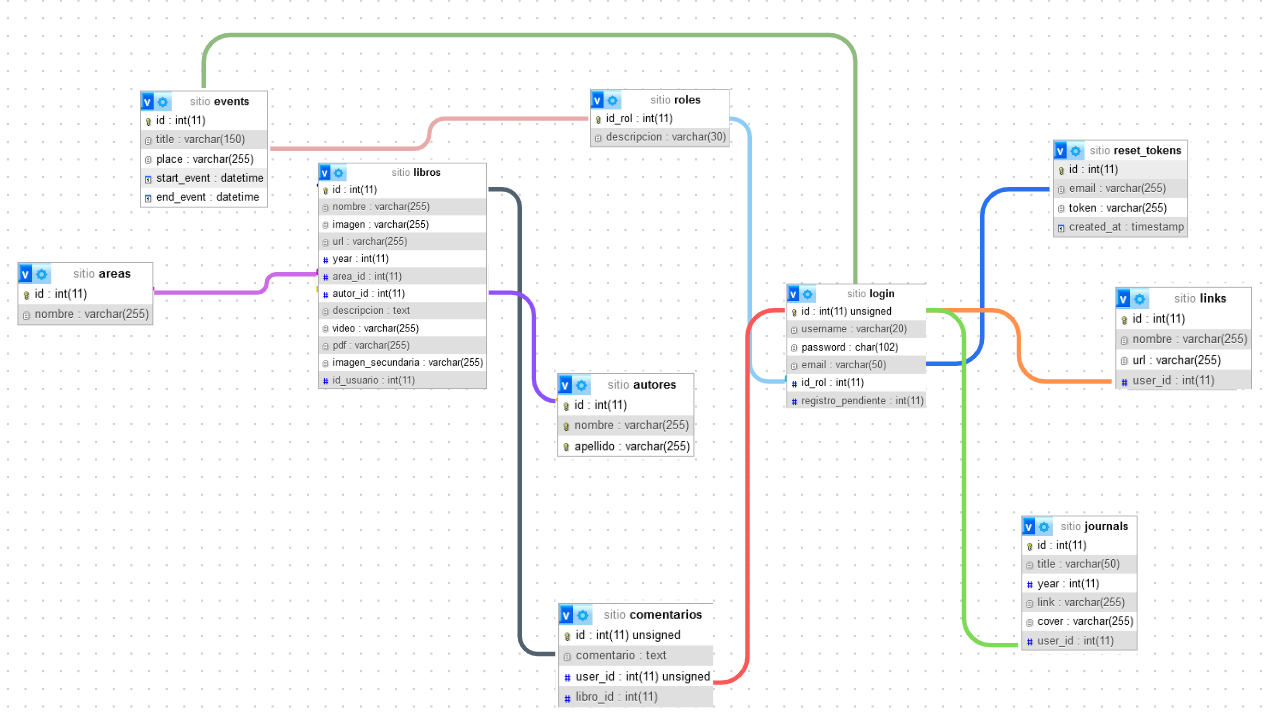 sitio events
id : int(11)
title : varchar(150)
place : varchar(255)
start_event : datetime
end_event : datetime
sitio roles
id_rol : int(11)
descripcion : varchar(30)
sitio libros
id : int(11)
nombre : varchar(255)
imagen : varchar(255)
url : varchar(255)
year : int(11)
area_id : int(11)
autor_id : int(11)
descripcion : text
video : varchar(255)
pdf : varchar(255)
imagen_secundaria : varchar(255)
id_usuario : int(11)
sitio reset_tokens
id : int(11)
email : varchar(255)
token : varchar(255)
created_at : timestamp
sitio areas
id : int(11)
nombre : varchar(255)
sitio login
id : int(11) unsigned
username : varchar(20)
password : char(102)
email : varchar(50)
id_rol : int(11)
registro_pendiente : int(11)
sitio links
id : int(11)
nombre : varchar(255)
url : varchar(255)
user_id : int(11)
sitio autores
id : int(11)
nombre : varchar(255)
apellido : varchar(255)
sitio journals
id : int(11)
title : varchar(50)
year : int(11)
link : varchar(255)
cover : varchar(255)
user_id : int(11)
sitio comentarios
id : int(11) unsigned
comentario : text
user_id : int(11) unsigned
libro_id : int(11)